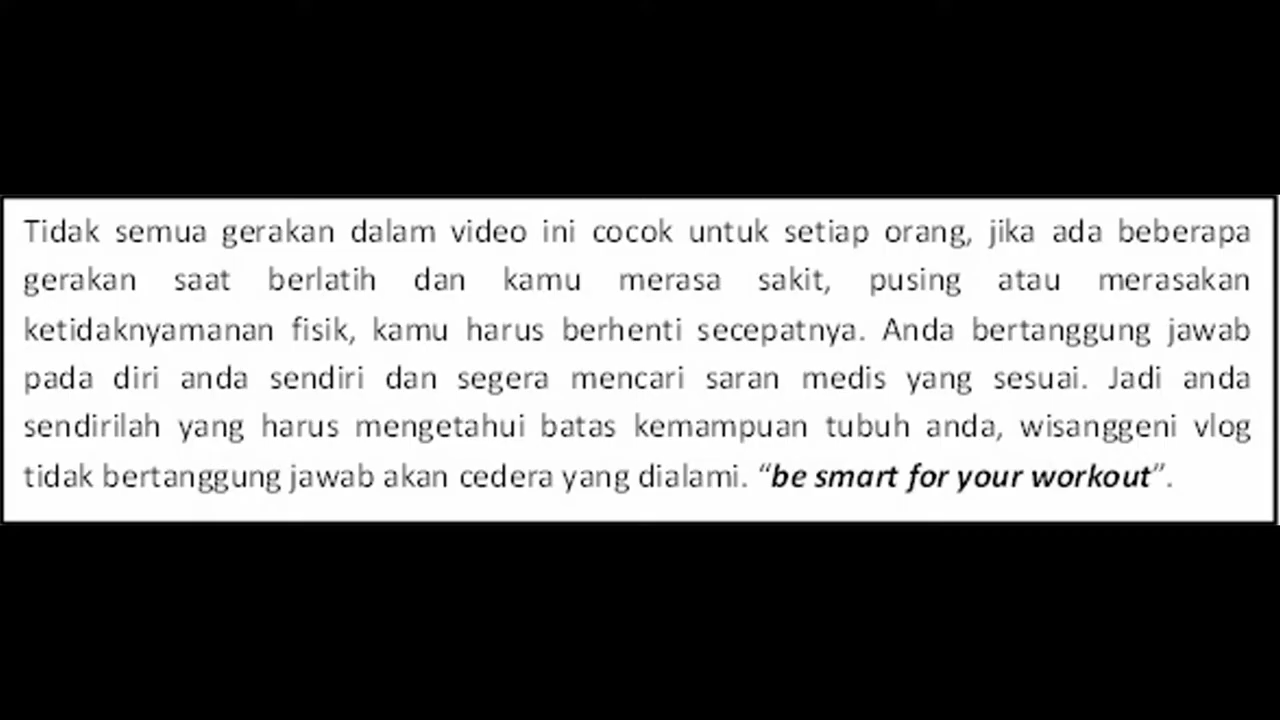 Tidak semua gerakan dalam video ini cocok untuk setiap orang, jika ada beberapa
gerakan saat berlatih dan kamu merasa sakit, pusing atau merasakan
ketidaknyamanan fisik, kamu harus berhenti secepatnya. Anda bertanggung jawab
pada diri anda sendiri dan segera mencari saran medis yang sesuai. Jadi anda
sendirilah yang harus mengetahui batas kemampuan tubuh anda, wisanggeni vlog
tidak bertanggung jawab akan cedera yang dialami. “be smart for your workout”.